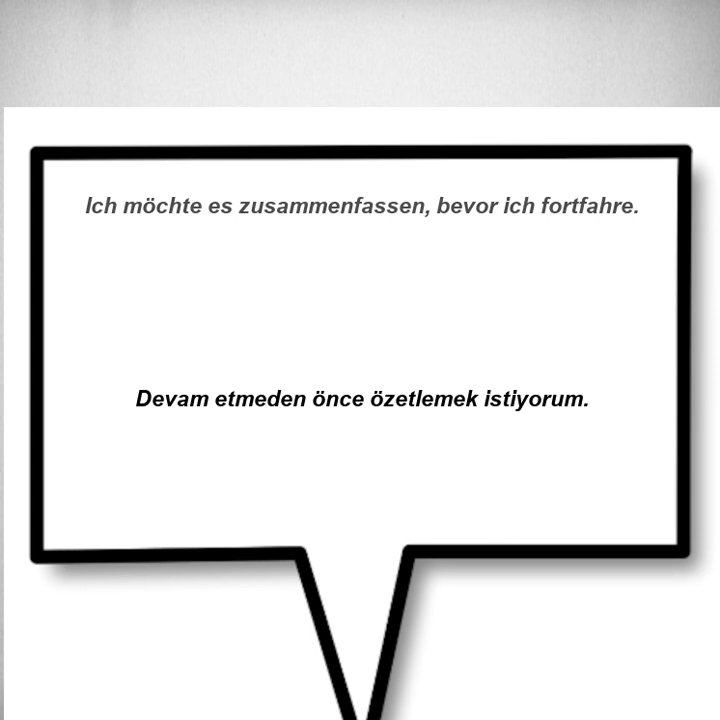 Ich möchte es zusammenfassen, bevor ich fortfahre.
Devam etmeden önce özetlemek istiyorum.